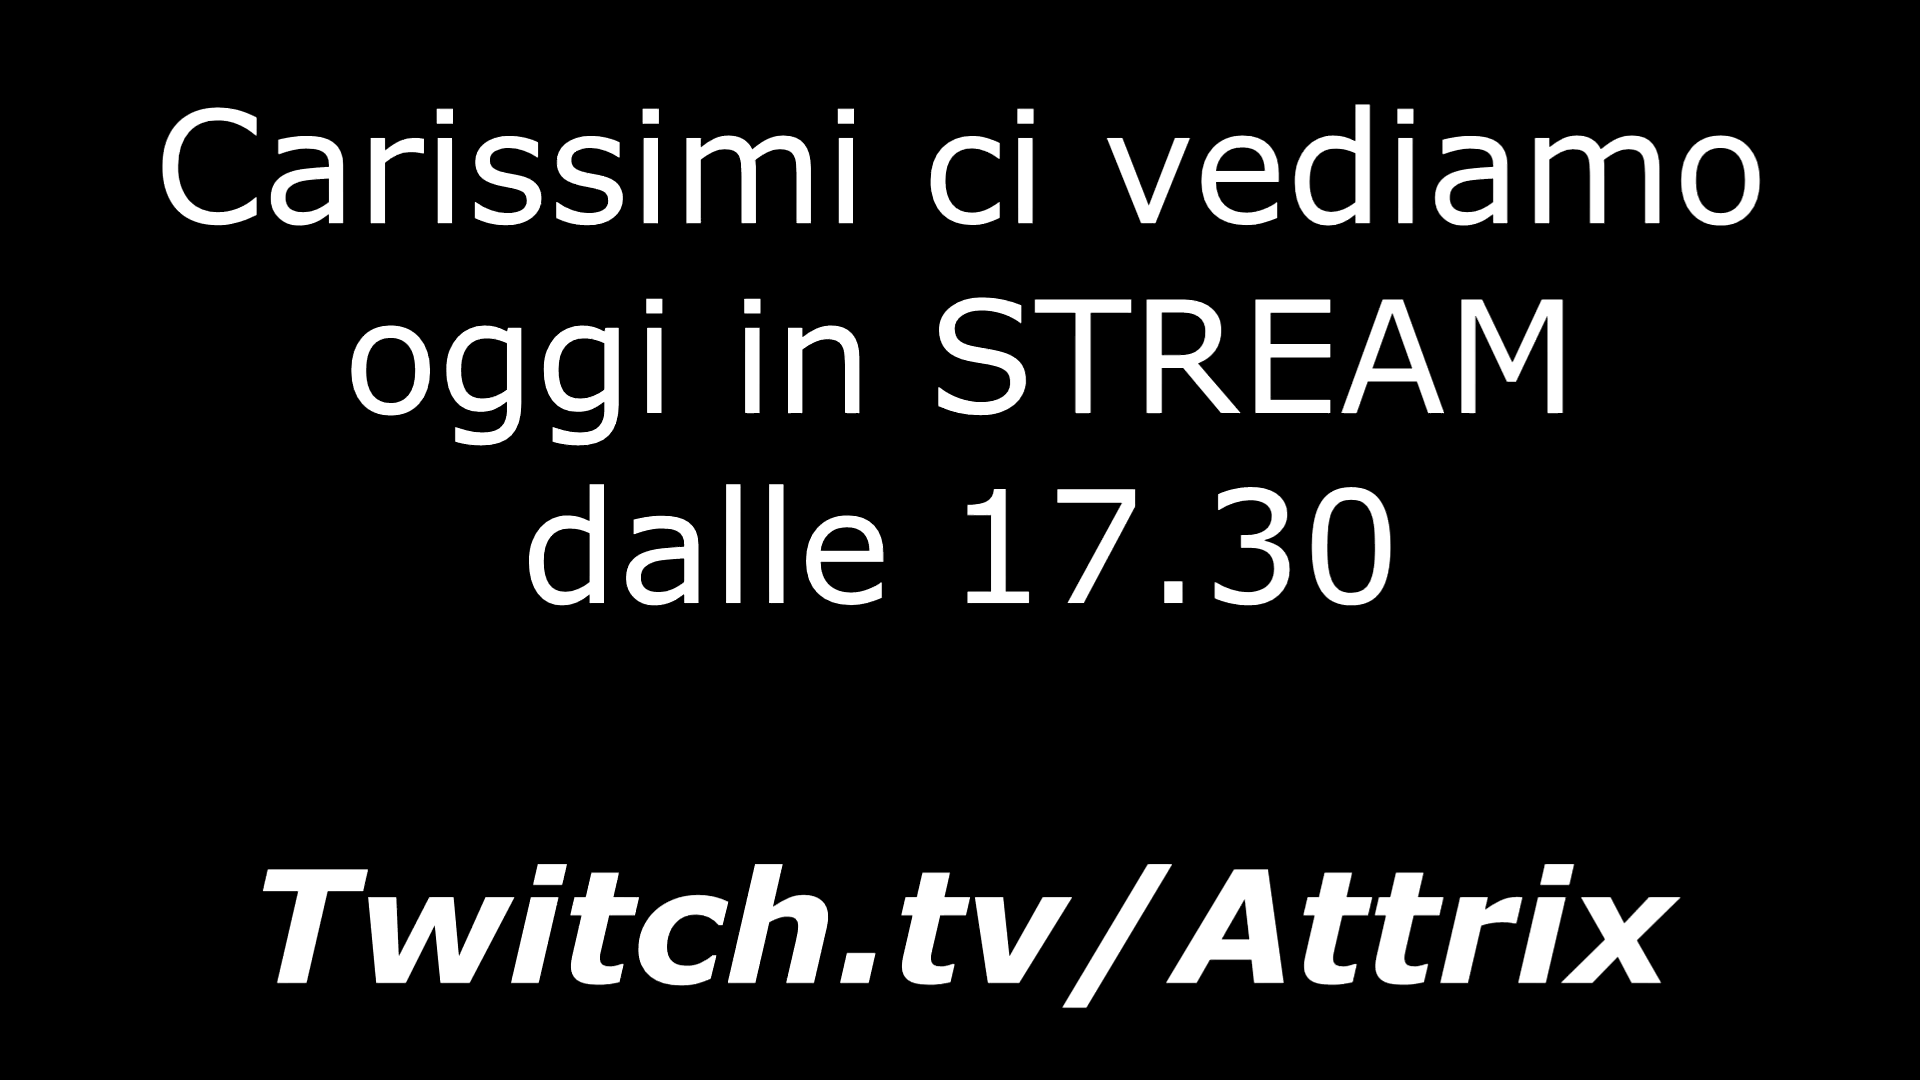 Carissimi ci vediamo
oggi in STREAM
dalle 17.30
Twitch.tv/Attrix